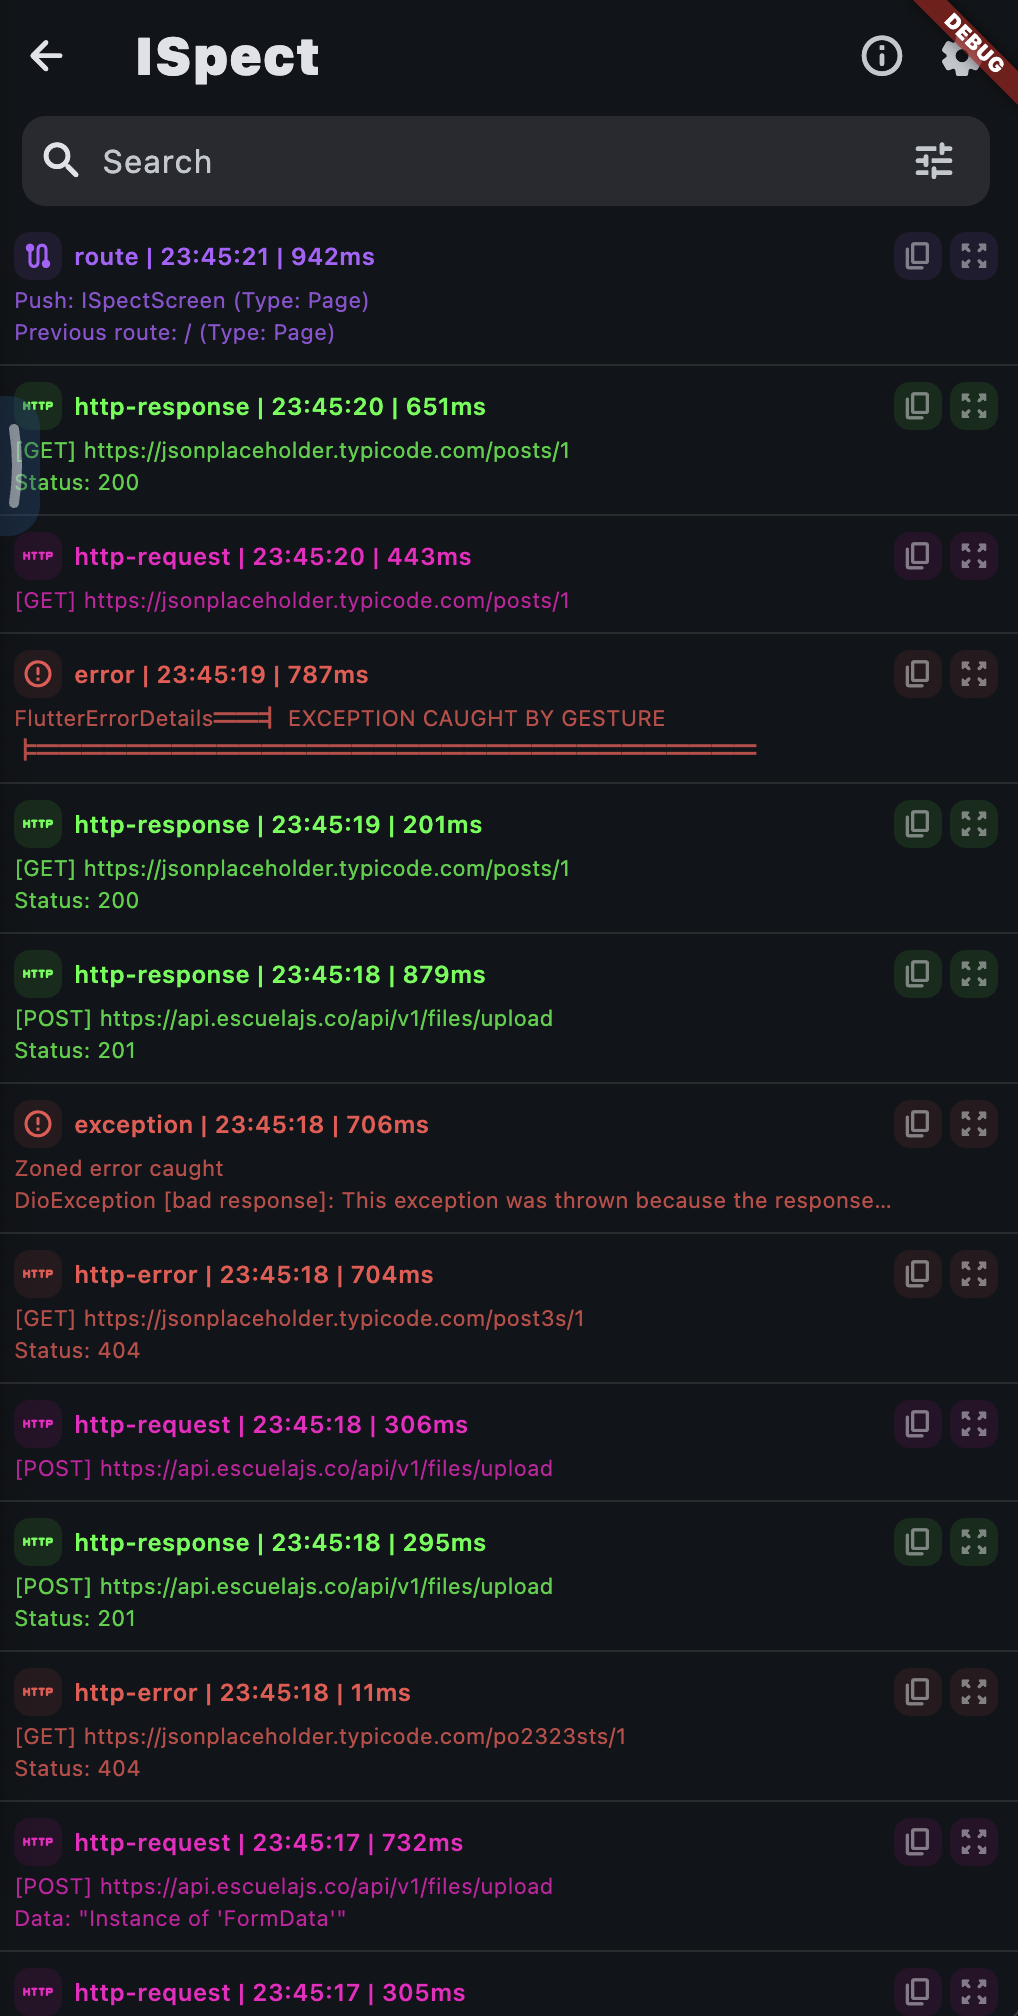 ISpect
DEBUG
Search
route | 23:45:21 | 942ms
Push: ISpectScreen (Type: Page)
Previous route: / (Type: Page)
HTTP http-response | 23:45:20 | 651ms
[GET] https://jsonplaceholder.typicode.com/posts/1
Status: 200
HTTP http-request | 23:45:20 | 443ms
[GET] https://jsonplaceholder.typicode.com/posts/1
error | 23:45:19 | 787ms
FlutterErrorDetails════╡ EXCEPTION CAUGHT BY GESTURE
╞═════════════════════════════════════════════════
HTTP http-response | 23:45:19 | 201ms
[GET] https://jsonplaceholder.typicode.com/posts/1
Status: 200
HTTP http-response | 23:45:18 | 879ms
[POST] https://api.escuelajs.co/api/v1/files/upload
Status: 201
exception | 23:45:18 | 706ms
Zoned error caught
DioException [bad response]: This exception was thrown because the response...
HTTP http-error | 23:45:18 | 704ms
[GET] https://jsonplaceholder.typicode.com/post3s/1
Status: 404
HTTP http-request | 23:45:18 | 306ms
[POST] https://api.escuelajs.co/api/v1/files/upload
HTTP http-response | 23:45:18 | 295ms
[POST] https://api.escuelajs.co/api/v1/files/upload
Status: 201
HTTP http-error | 23:45:18 | 11ms
[GET] https://jsonplaceholder.typicode.com/po2323sts/1
Status: 404
HTTP http-request | 23:45:17 | 732ms
[POST] https://api.escuelajs.co/api/v1/files/upload
Data: "Instance of 'FormData'"
HTTP http-request | 23:45:17 | 305ms